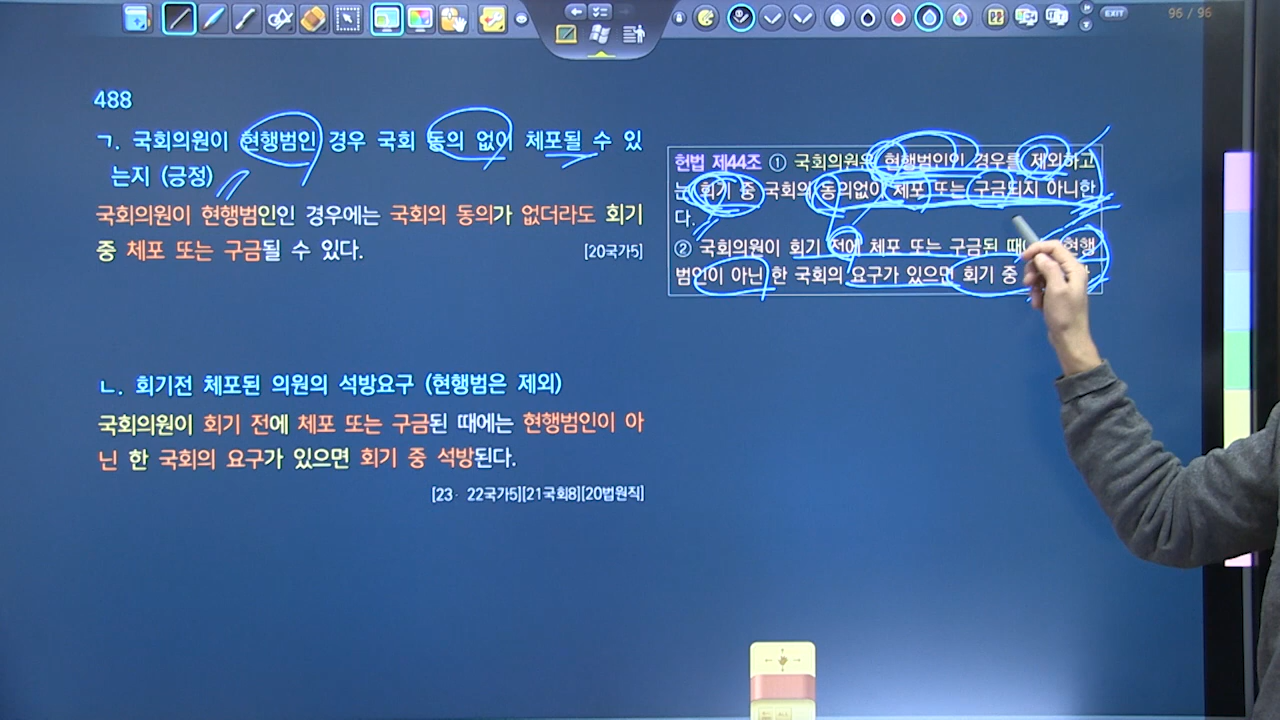 EXIT
96 / 96
488
ㄱ. 국회의원이 현행범인 경우 국회 동의 없이 체포될 수 있
는지 (긍정)
국회의원이 현행범인인 경우에는 국회의 동의가 없더라도 회기
중 체포 또는 구금될 수 있다.
[20국가5]
헌법 제44조 ① 국회의원은 현행범인인 경우를 제외하고
는 회기 중 국회의 동의없이 체포 또는 구금되지 아니한
다.
② 국회의원이 회기 전에 체포 또는 구금된 때에 현행
범인이 아닌 한 국회의 요구가 있으면 회기 중
ㄴ. 회기전 체포된 의원의 석방요구 (현행범은 제외)
국회의원이 회기 전에 체포 또는 구금된 때에는 현행범인이 아
닌 한 국회의 요구가 있으면 회기 중 석방된다.
[23· 22국가5][21국회8][20법원직]